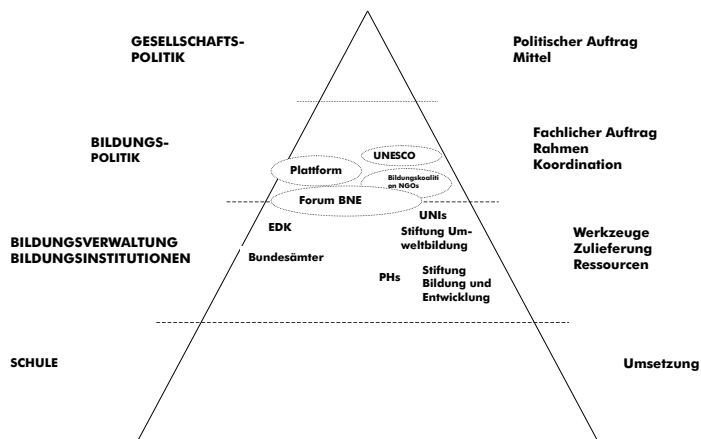 GESELLSCHAFTS-
POLITIK
Politischer Auftrag
Mittel
BILDUNGS-
POLITIK
Fachlicher Auftrag
Rahmen
Koordination
UNESCO
Plattform
Bildungskoaliti
on NGOs
Forum BNE
UNIs
EDK
Stiftung Um-
weltbildung
BILDUNGSVERWALTUNG
BILDUNGSINSTITUTIONEN
Werkzeuge
Zulieferung
Ressourcen
Bundesämter
PHs
Stiftung
Bildung und
Entwicklung
SCHULE
Umsetzung